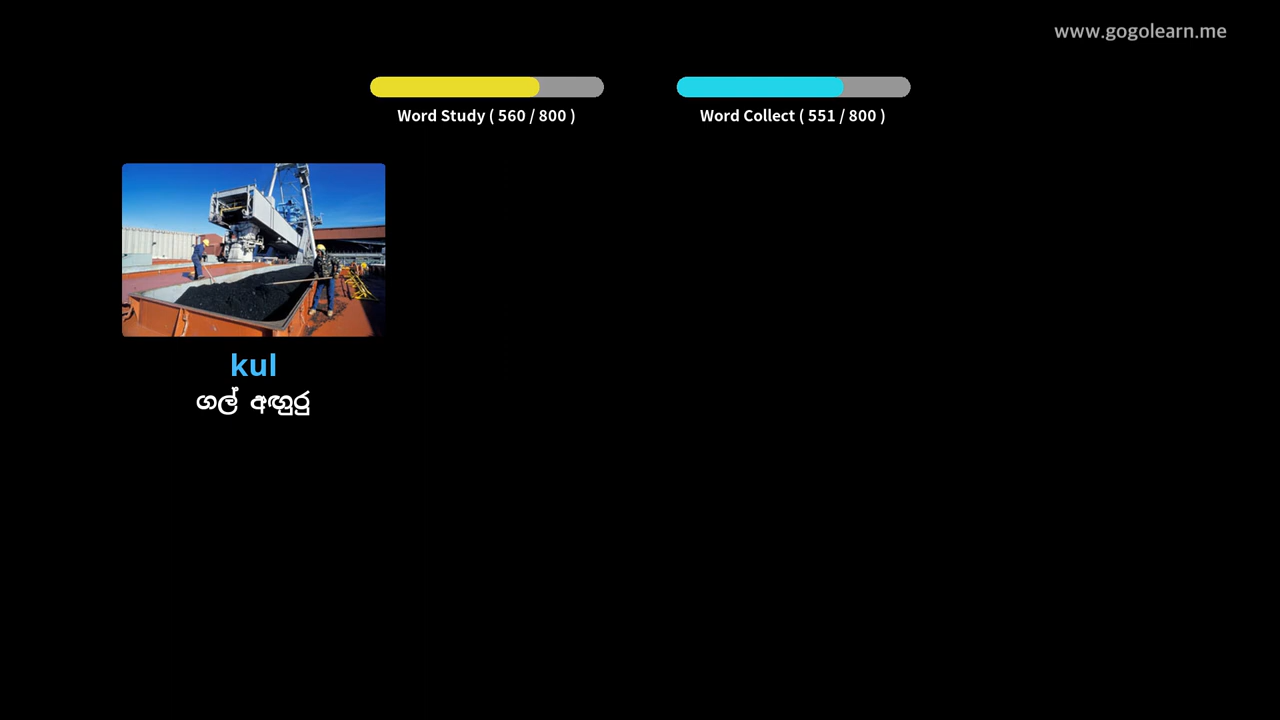 www.gogolearn.me
Word Study ( 560 / 800 )
Word Collect ( 551 / 800 )
kul
ගල් අඟුරු